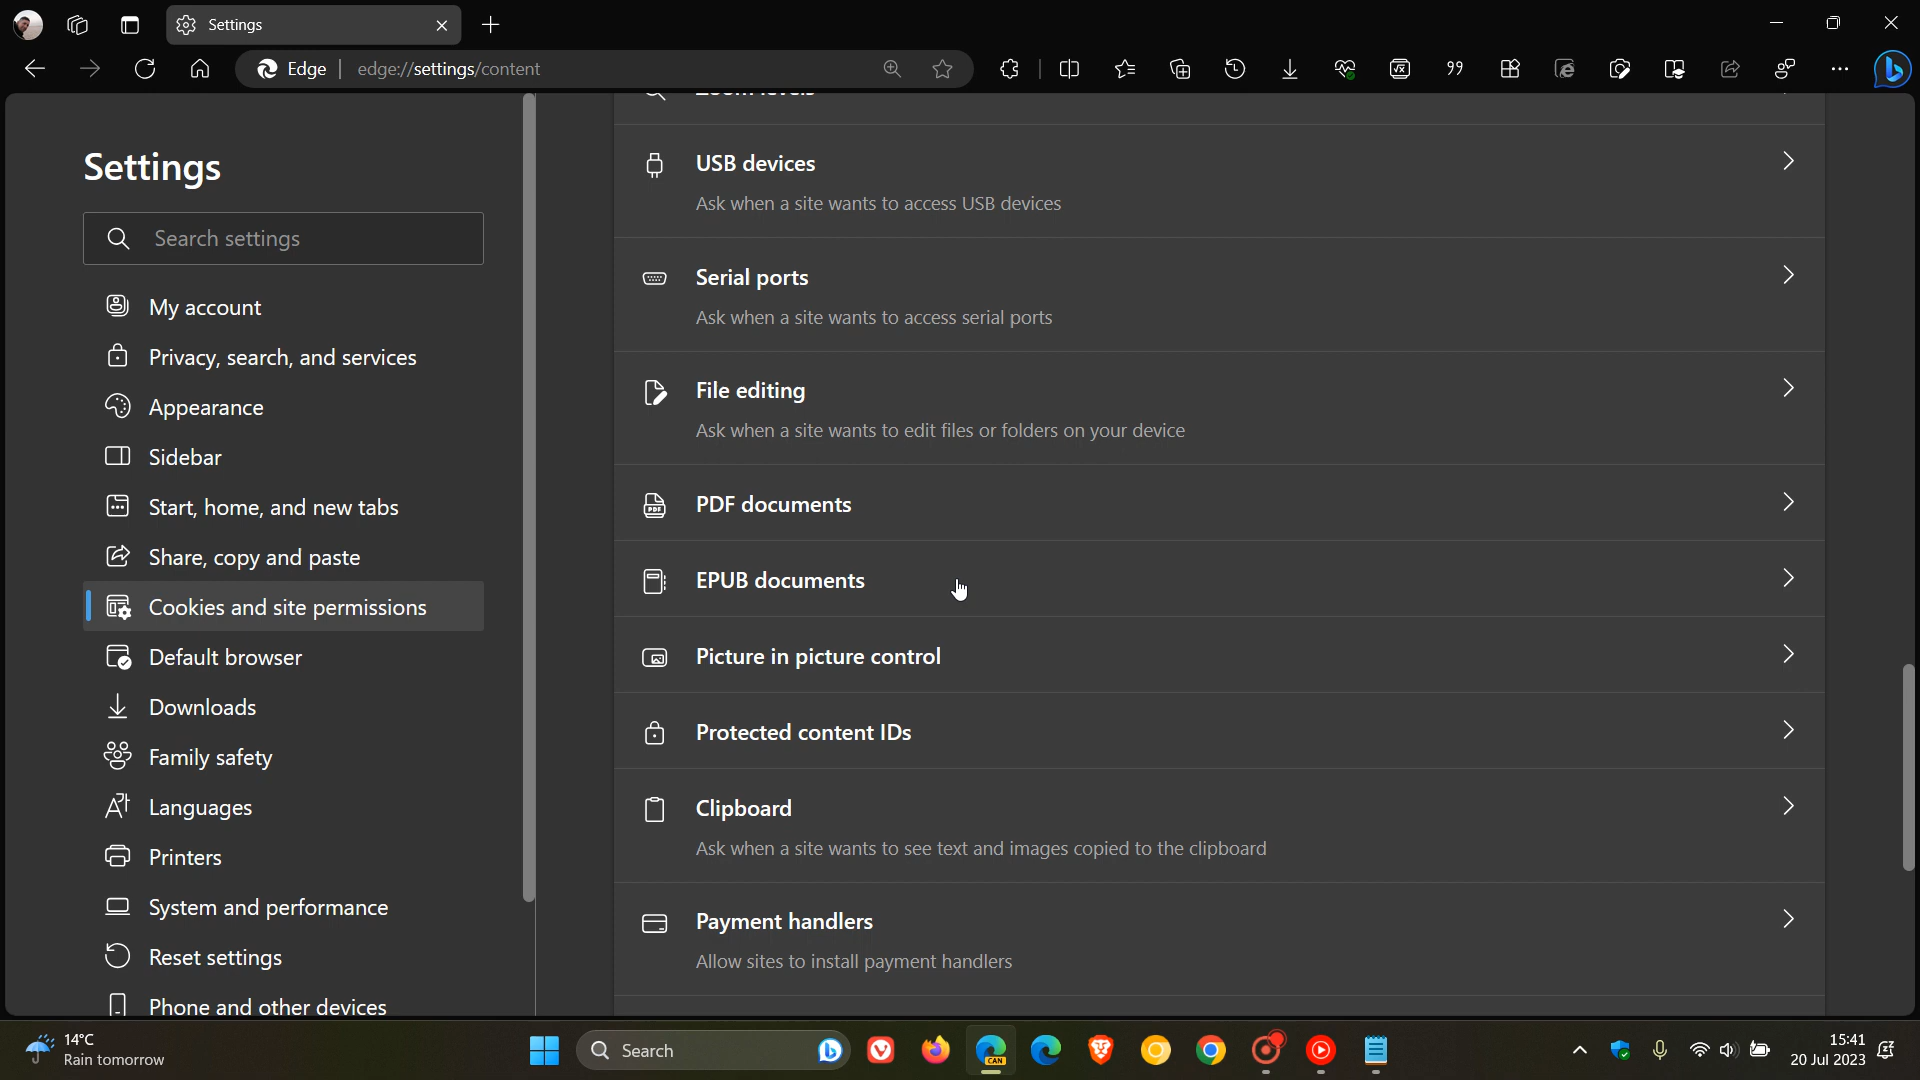 Settings
Edge
edge://settings/content
Settings
Search settings
My account
Privacy, search, and services
Appearance
Sidebar
Start, home, and new tabs
Share, copy and paste
Cookies and site permissions
Default browser
Downloads
Family safety
Languages
Printers
System and performance
Reset settings
Phone and other devices
Zoom levels
USB devices
Ask when a site wants to access USB devices
Serial ports
Ask when a site wants to access serial ports
File editing
Ask when a site wants to edit files or folders on your device
PDF documents
EPUB documents
Picture in picture control
Protected content IDs
Clipboard
Ask when a site wants to see text and images copied to the clipboard
Payment handlers
Allow sites to install payment handlers
14°C
Rain tomorrow
Search
CAN
15:41
20 Jul 2023